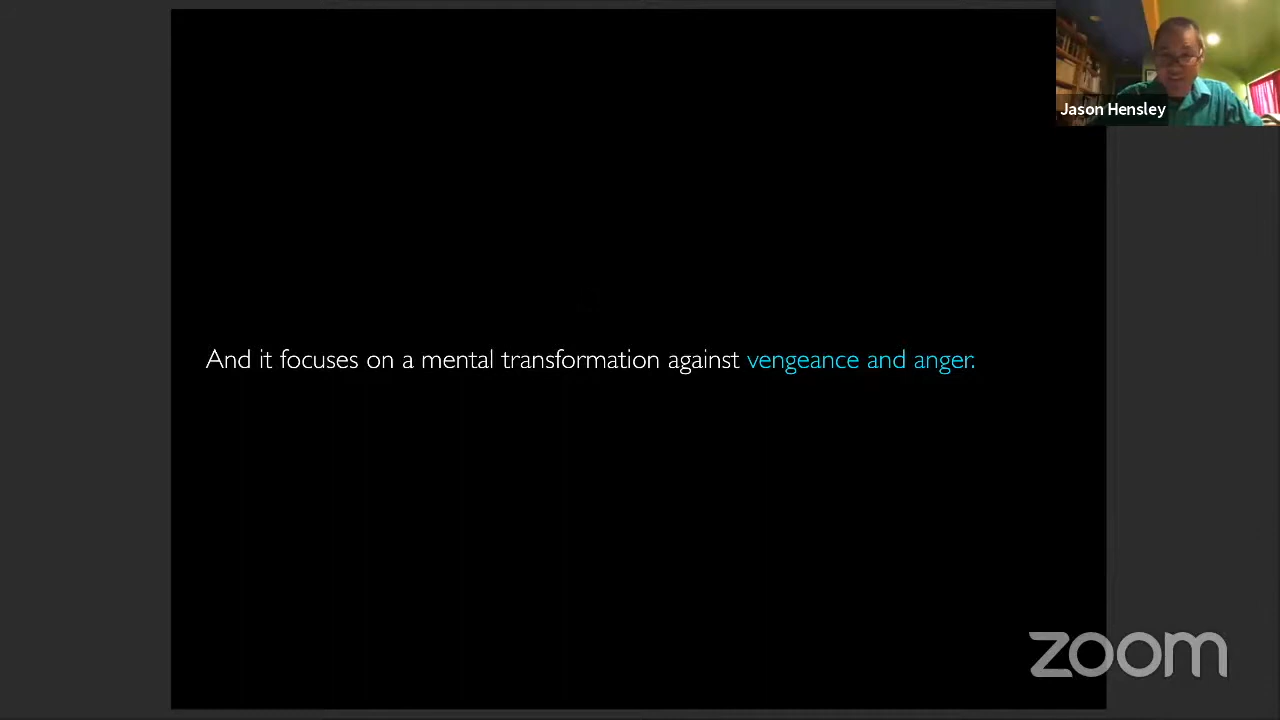 Jason Hensley
And it focuses on a mental transformation against vengeance and anger.
zoom